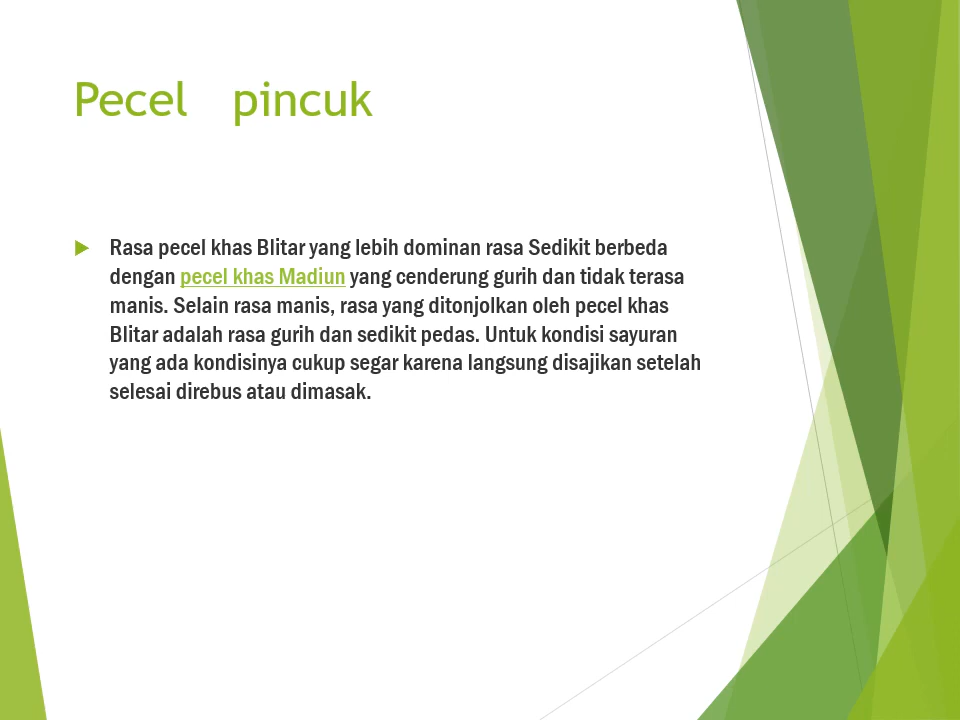 Pecel pincuk
Rasa pecel khas Blitar yang lebih dominan rasa Sedikit berbeda
dengan pecel khas Madiun yang cenderung gurih dan tidak terasa
manis. Selain rasa manis, rasa yang ditonjolkan oleh pecel khas
Blitar adalah rasa gurih dan sedikit pedas. Untuk kondisi sayuran
yang ada kondisinya cukup segar karena langsung disajikan setelah
selesai direbus atau dimasak.